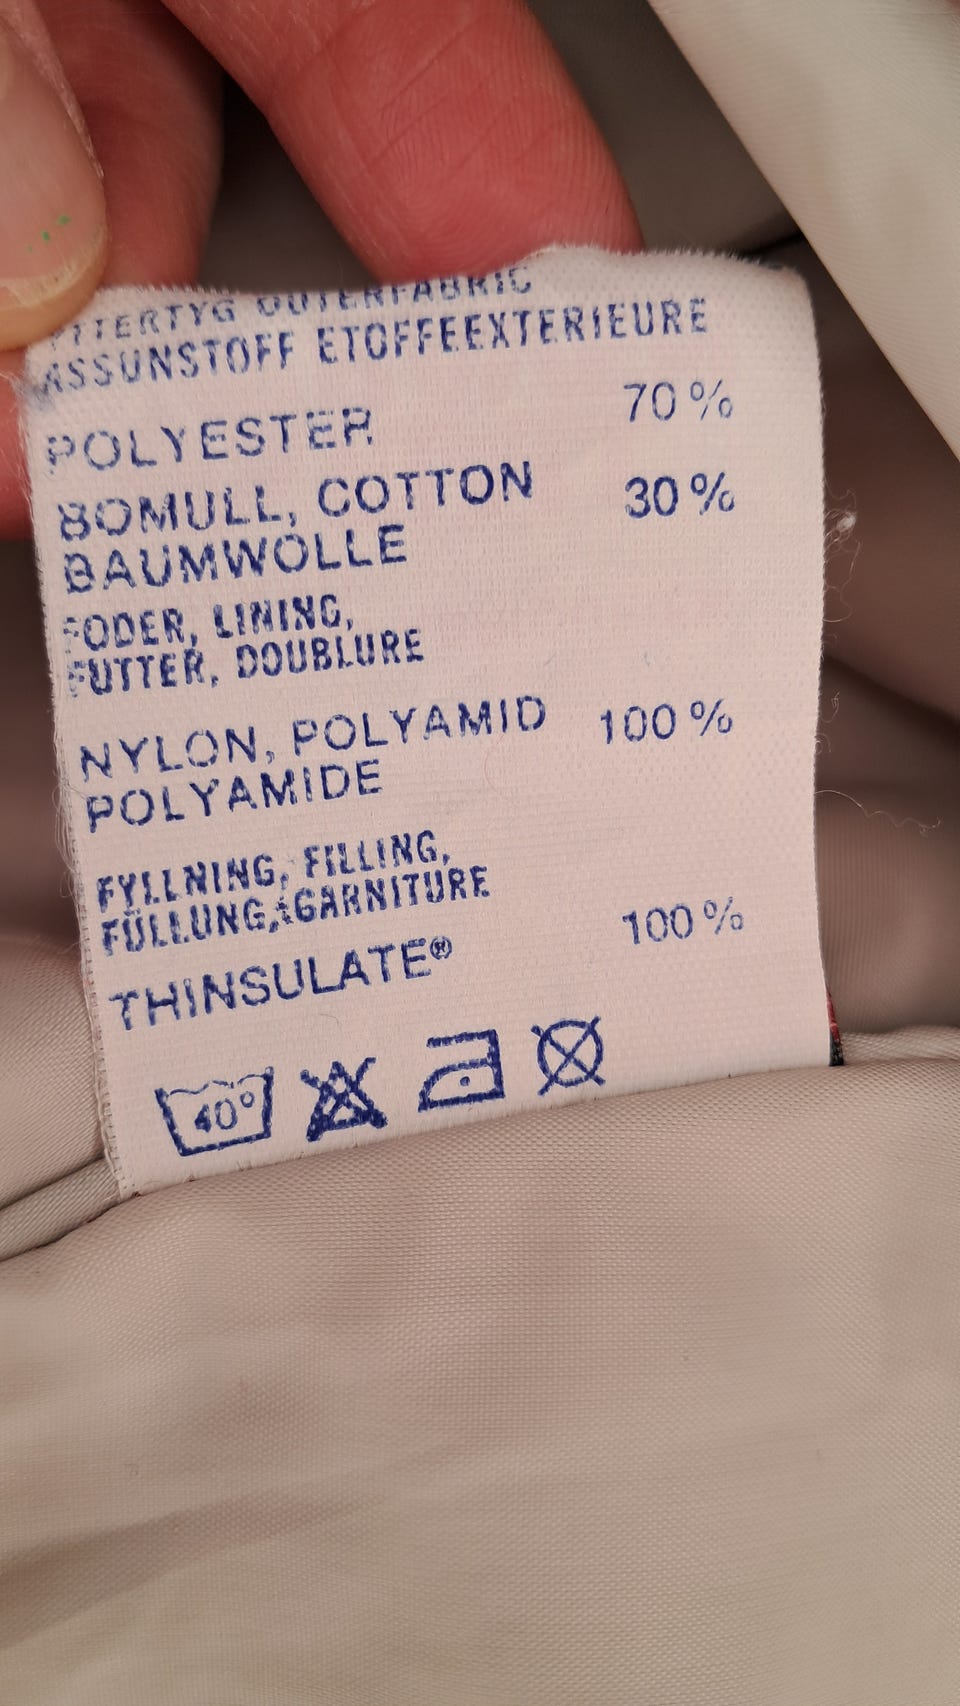 YTTERTYG OUTERFABRIC
ASSUNSTOFF ETOFFEEXTERIEURE
POLYESTER 70%
BOMULL, COTTON 30%
BAUMWOLLE
FODER, LINING,
FUTTER, DOUBLURE
NYLON, POLYAMID 100%
POLYAMIDE
FYLLNING, FILLING,
FÜLLUNG, GARNITURE
THINSULATE® 100%
40°